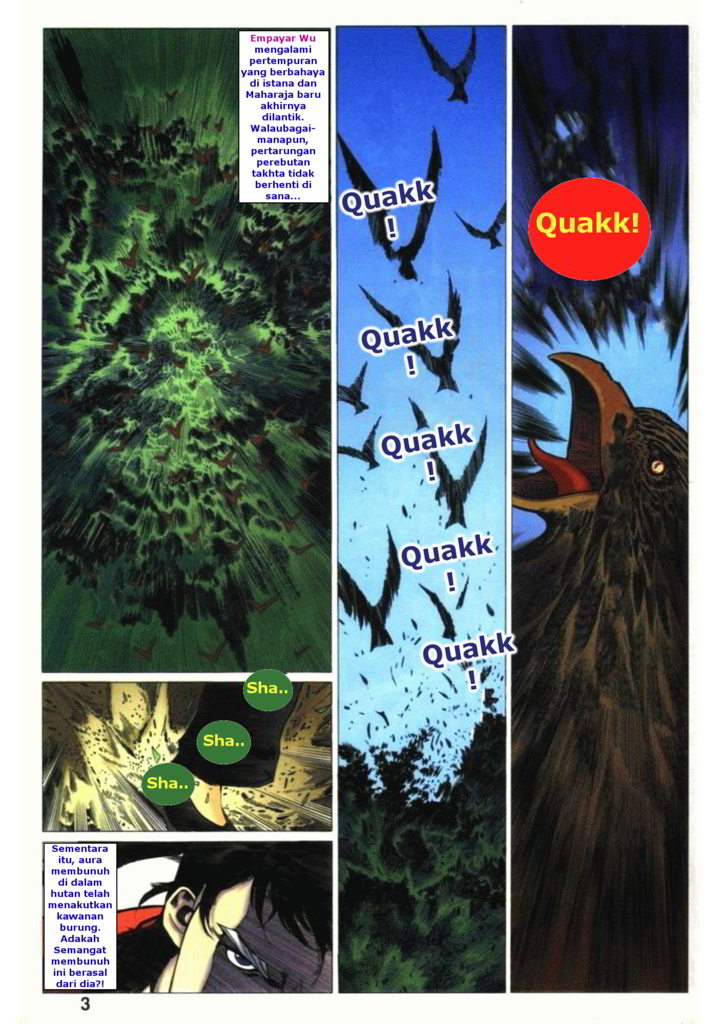 Empayar Wu
mengalami
pertempuran
yang berbahaya
di istana dan
Maharaja baru
akhirnya
dilantik.
Walaubagai-
manapun,
pertarungan
perebutan
takhta tidak
berhenti di
sana...
Quakk
!
Quakk
!
Quakk
!
Quakk
!
Quakk
!
Quakk!
Sha..
Sha..
Sha..
Sementara
itu, aura
membunuh
di dalam
hutan telah
menakutkan
kawanan
burung.
Adakah
Semangat
membunuh
ini berasal
dari dia?!
3